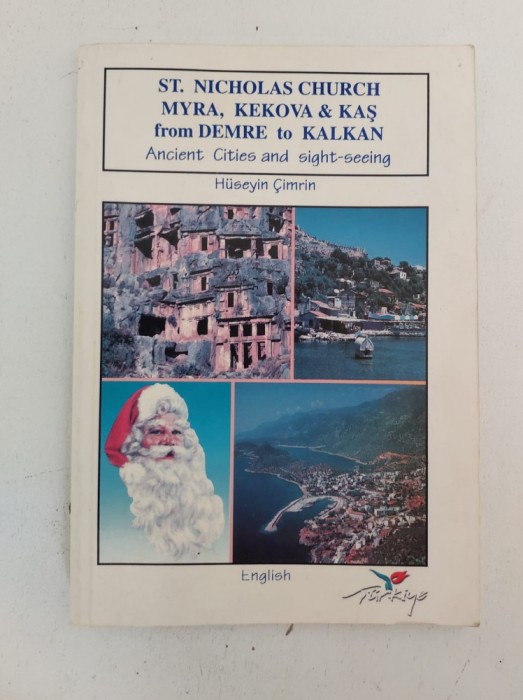 ST. NICHOLAS CHURCH
MYRA, KEKOVA & KAŞ
from DEMRE to KALKAN
Ancient Cities and sight-seeing
Hüseyin Çimrin
English
Türkiye